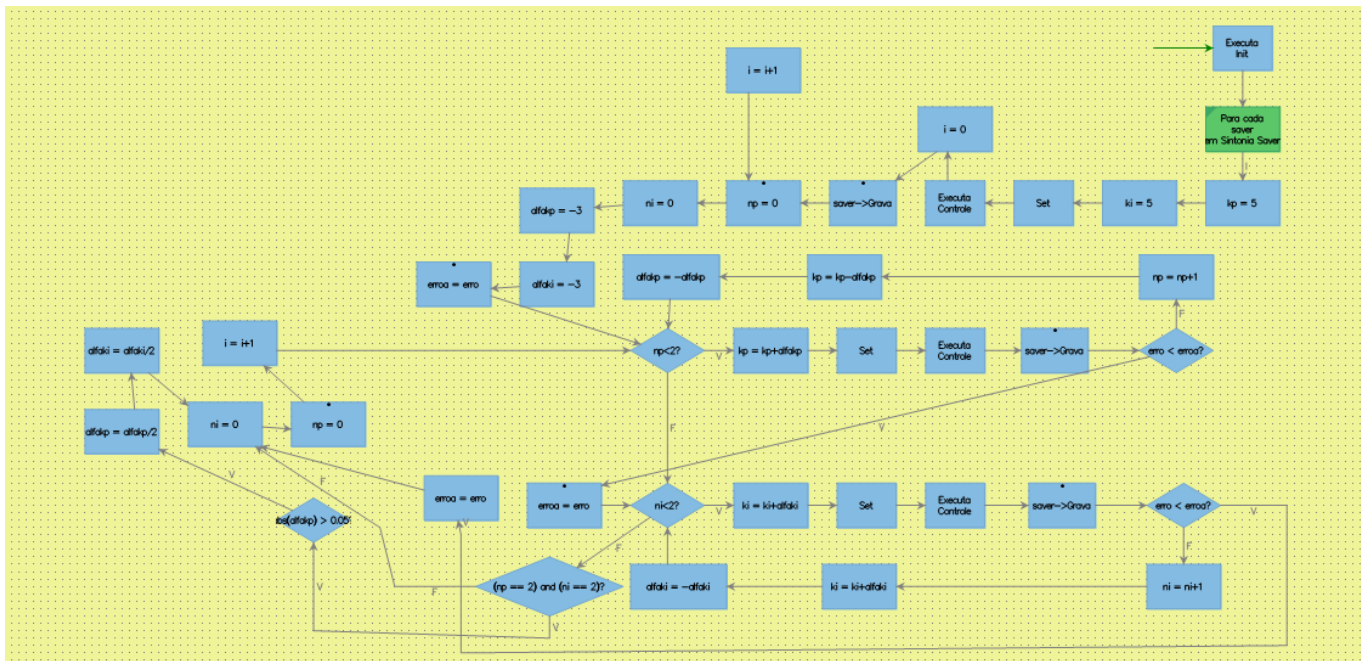 Executa
Init
i = i+1
Para cada
saver
em Sintonia Saver
i = 0
I
alfakp = -3
ni = 0
np = 0
saver->Grava
Executa
Controle
Set
ki = 5
kp = 5
erroa = erro
alfaki = -3
alfakp = -alfakp
kp = kp-alfakp
np = np+1
F
alfaki = alfaki/2
i = i+1
np<2?
V
kp = kp+alfakp
Set
Executa
Controle
saver->Grava
erro < erroa?
alfakp = alfakp/2
ni = 0
np = 0
F
V
V
F
erroa = erro
erroa = erro
ni<2?
V
ki = ki+alfaki
Set
Executa
Controle
saver->Grava
erro < erroa?
V
abs(alfakp) > 0.05?
V
F
F
V
F
(np == 2) and (ni == 2)?
alfaki = -alfaki
ki = ki+alfaki
ni = ni+1
V